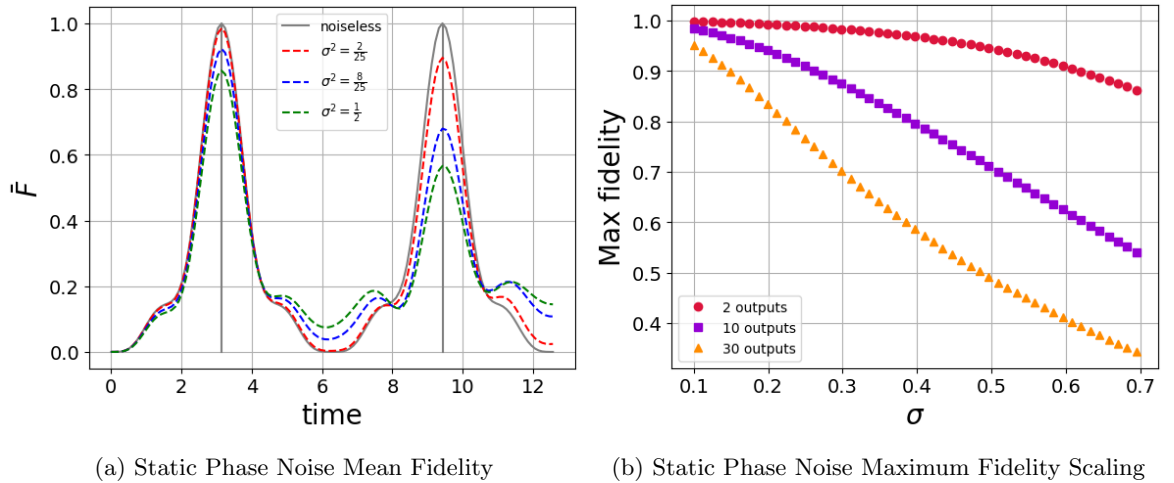 1.0
0.8
0.6
0.4
0.2
0.0
F̄
noiseless
σ² = 2/25
σ² = 8/25
σ² = 1/2
0 2 4 6 8 10 12
time
(a) Static Phase Noise Mean Fidelity
1.0
0.9
0.8
0.7
0.6
0.5
0.4
Max fidelity
2 outputs
10 outputs
30 outputs
0.1 0.2 0.3 0.4 0.5 0.6 0.7
σ
(b) Static Phase Noise Maximum Fidelity Scaling